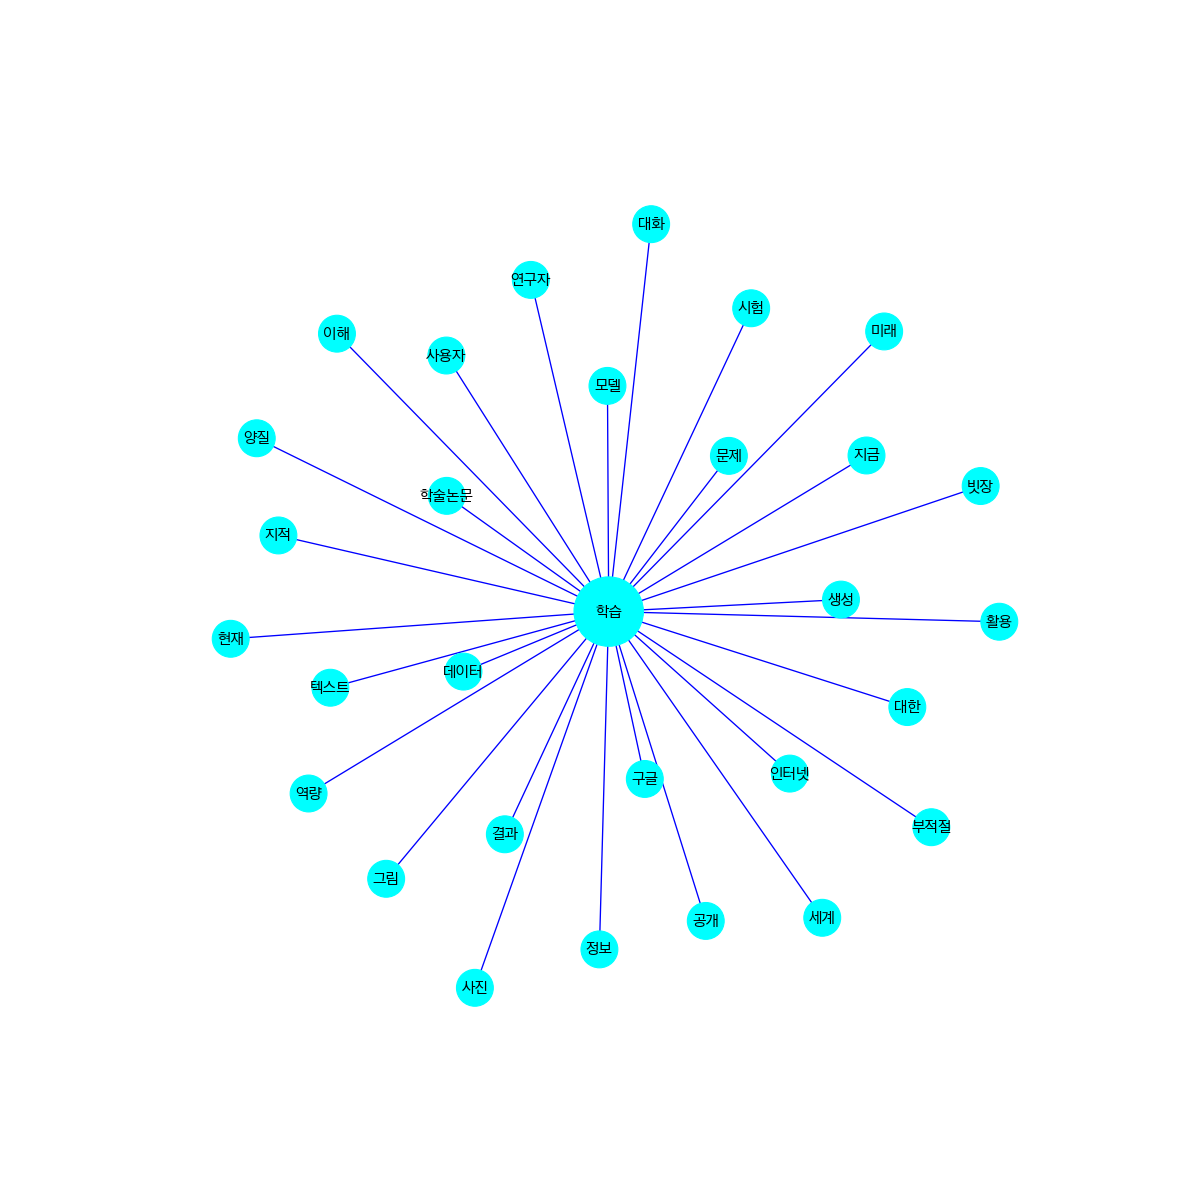 대화
연구자
시험
미래
이해
사용자
모델
양질
문제
지금
빗장
학술논문
지적
생성
학습
활용
현재
데이터
텍스트
대한
인터넷
구글
역량
부적절
결과
그림
세계
공개
정보
사진